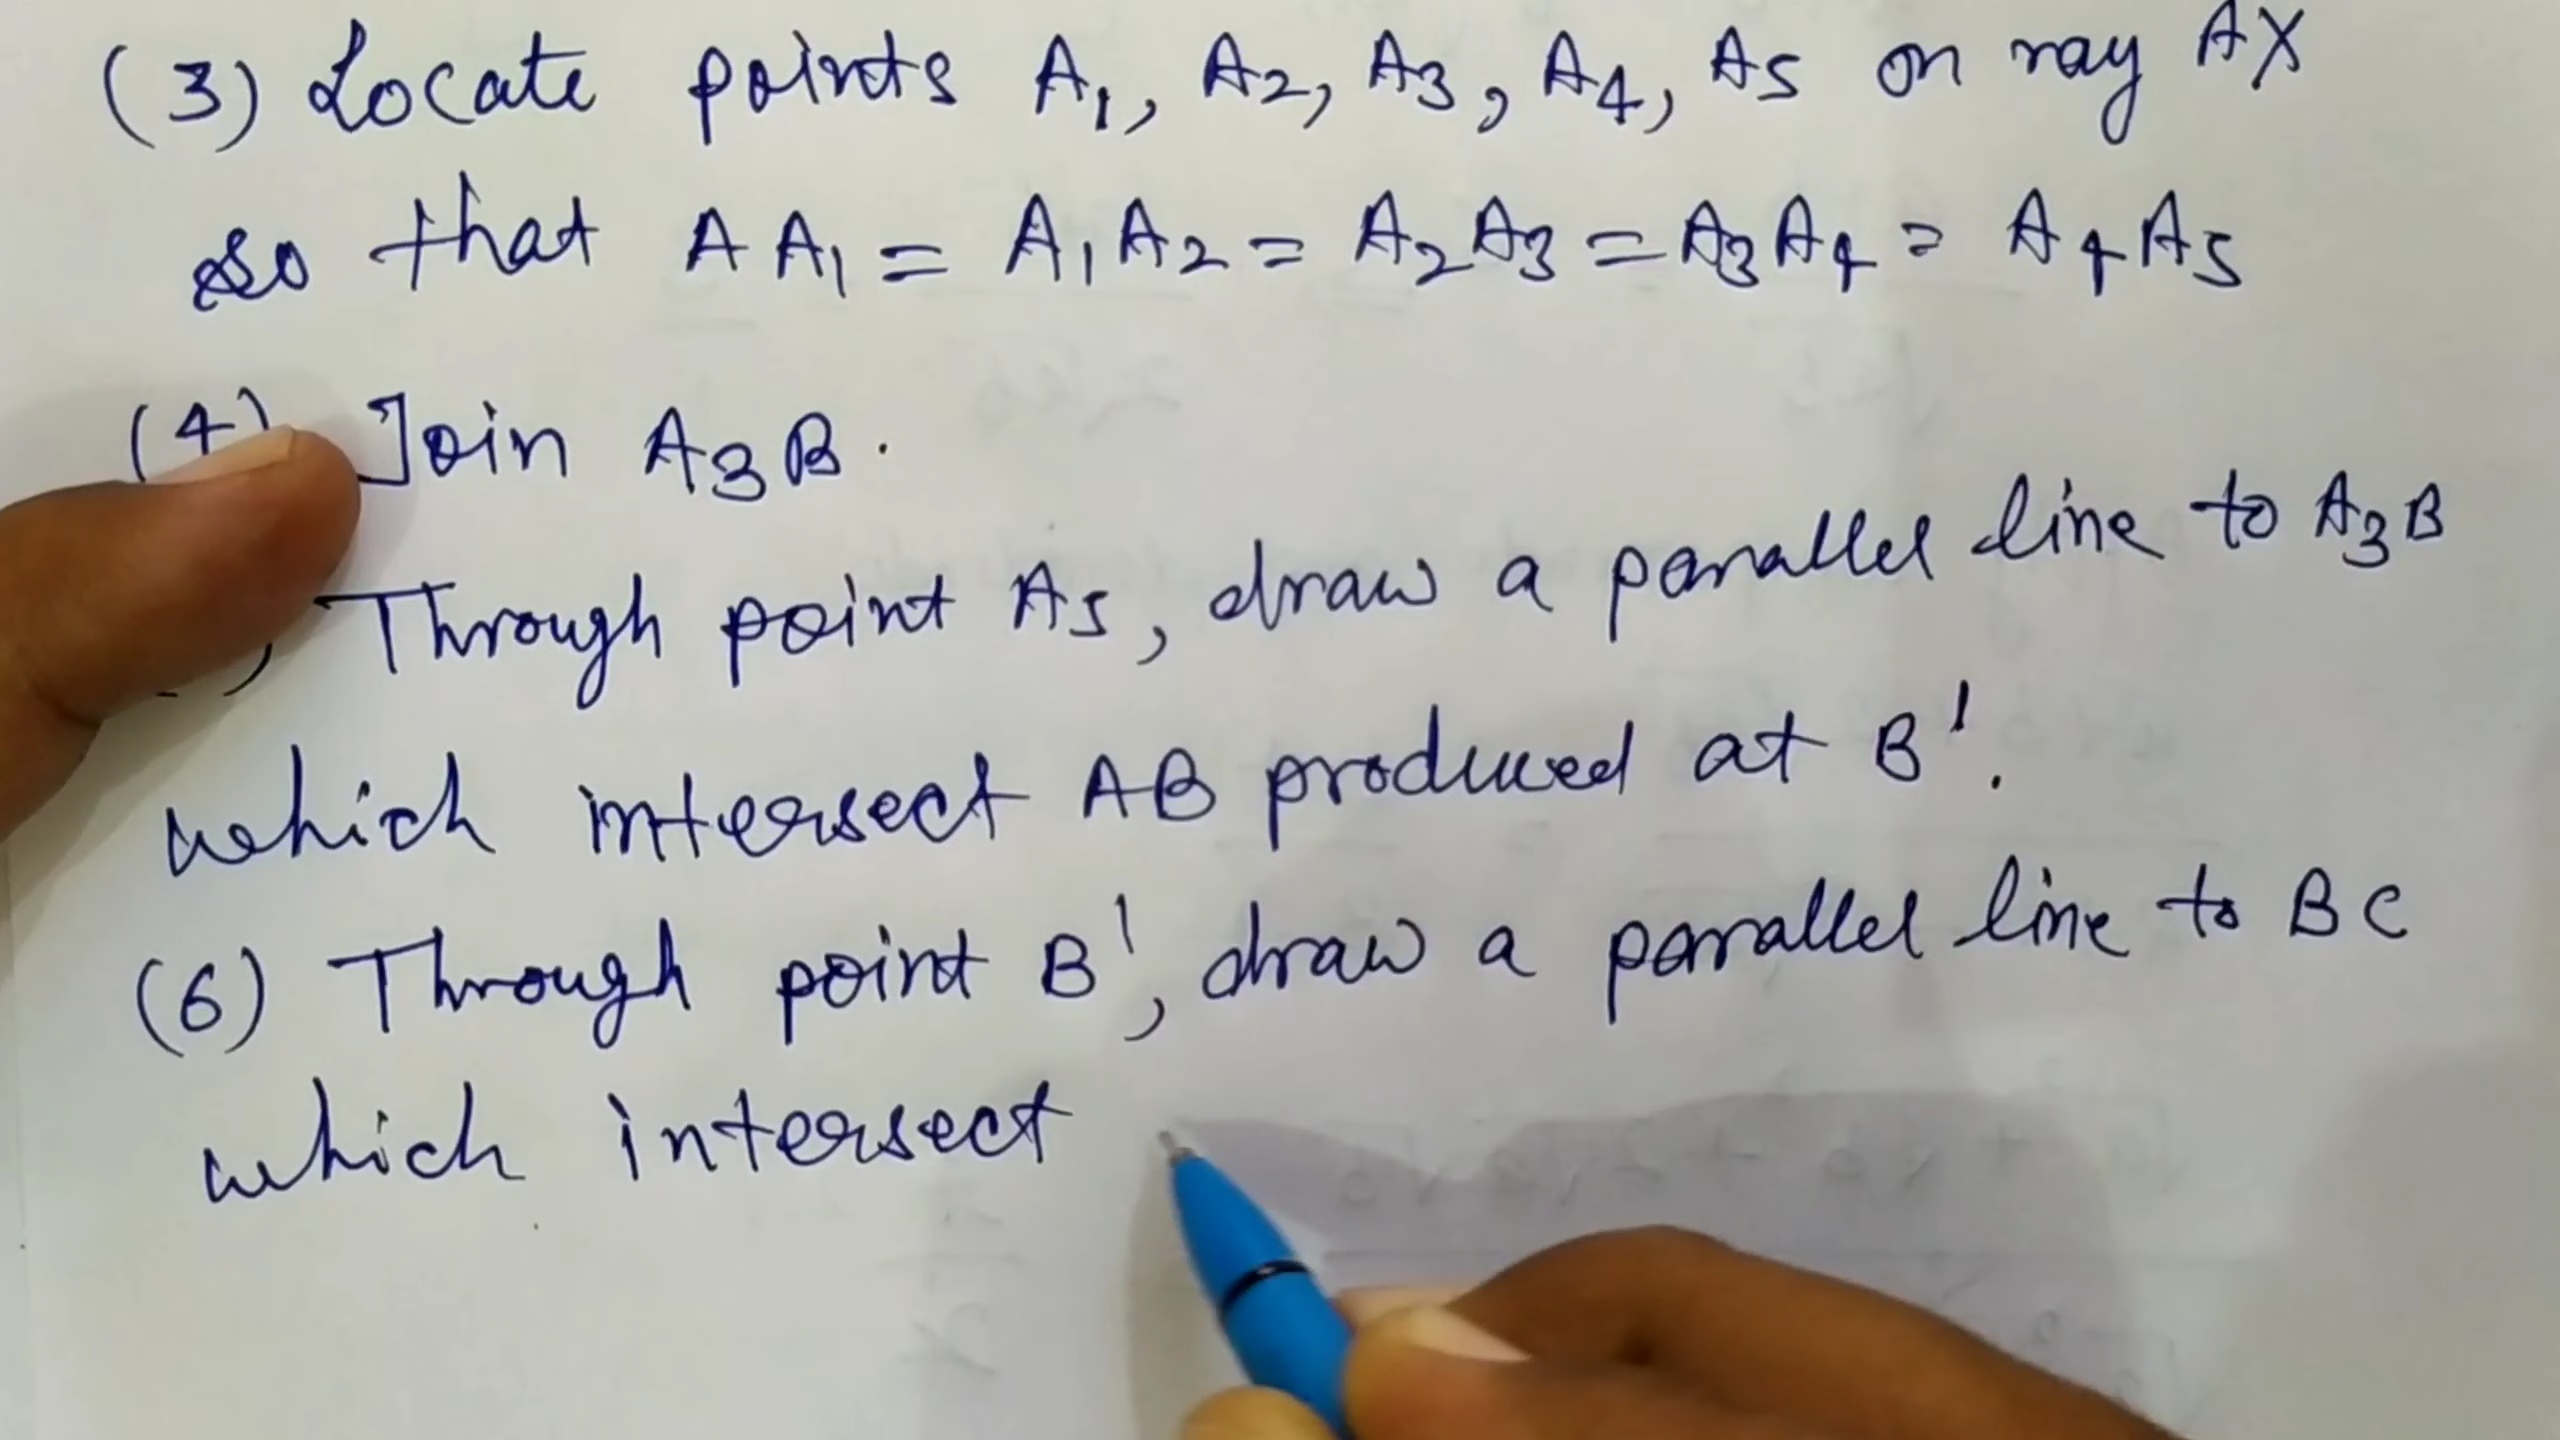 (3) Locate points A₁, A₂, A₃, A₄, A₅ on ray AX
so that AA₁ = A₁A₂ = A₂A₃ = A₃A₄ = A₄A₅
(4) Join A₃B.
) Through point A₅, draw a parallel line to A₃B
which intersect AB produced at B'.
(6) Through point B', draw a parallel line to BC
which intersect